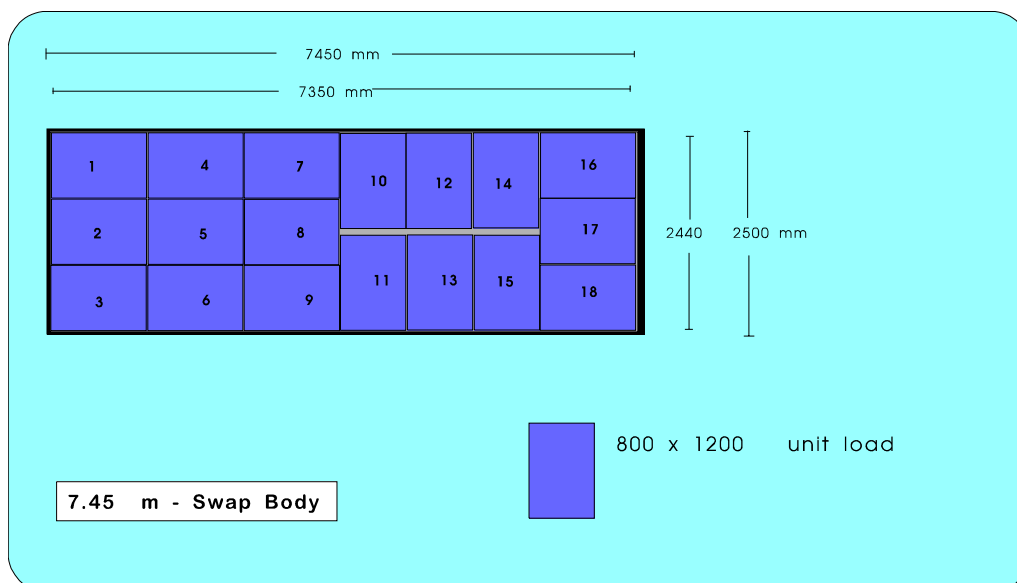 7450 mm
7350 mm
1 4 7 10 12 14 16
2 5 8 17
2440 2500 mm
3 6 9 11 13 15 18
800 x 1200 unit load
7.45 m - Swap Body